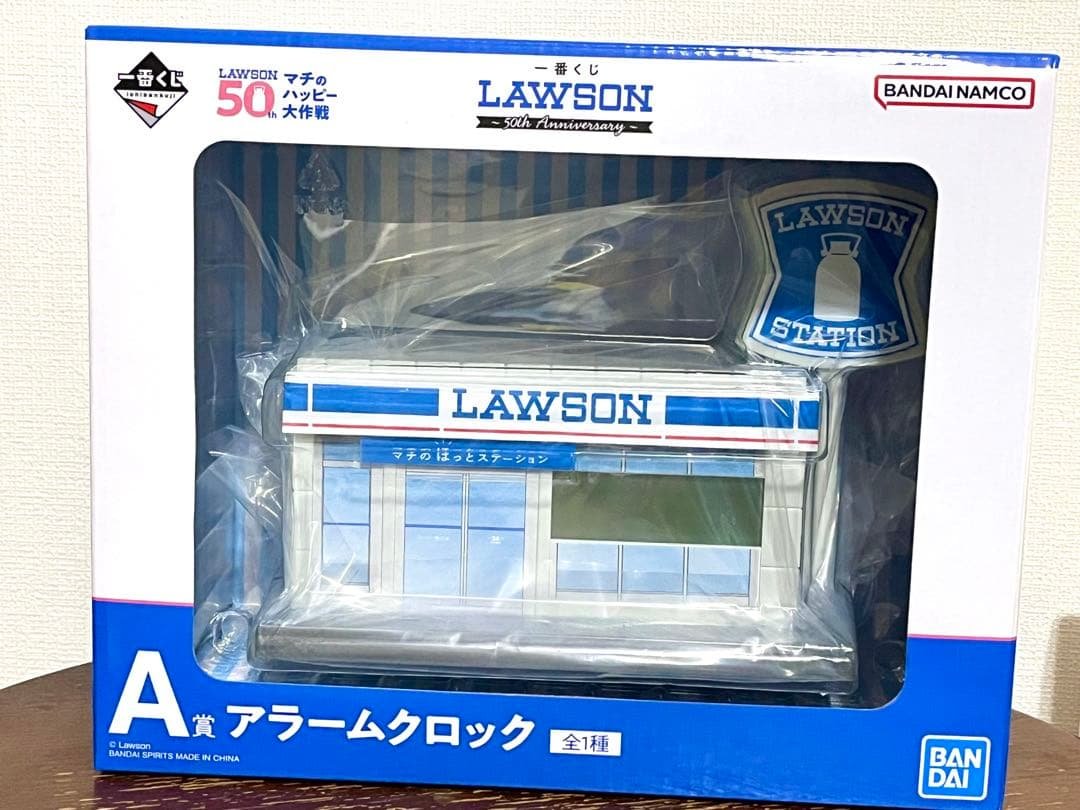 一番くじ
ichibankuji
LAWSON
50th
マチの
ハッピー
大作戦
一番くじ
LAWSON
~ 50th Anniversary ~
BANDAI NAMCO
LAWSON
STATION
LAWSON
マチのほっとステーション
A賞 アラームクロック 全1種
© Lawson
BANDAI SPIRITS MADE IN CHINA
BAN
DAI